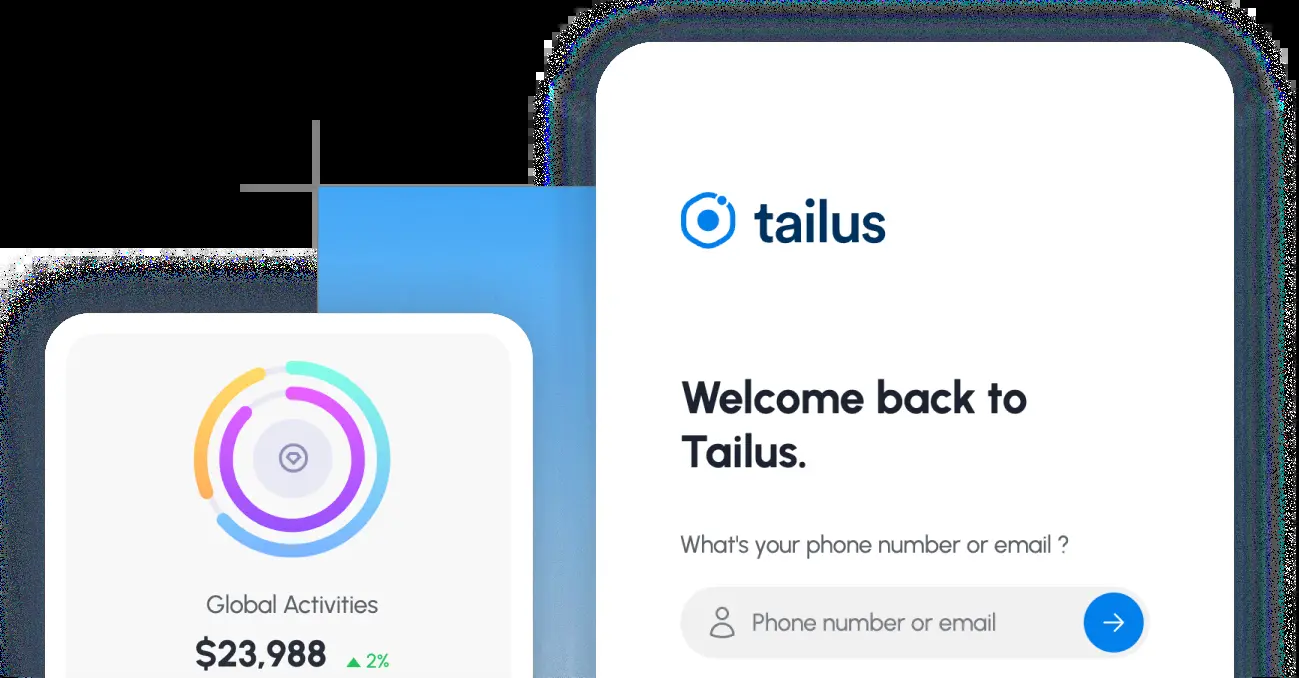 tailus
Welcome back to
Tailus.
What's your phone number or email ?
Phone number or email
Global Activities
$23,988 ▲ 2%